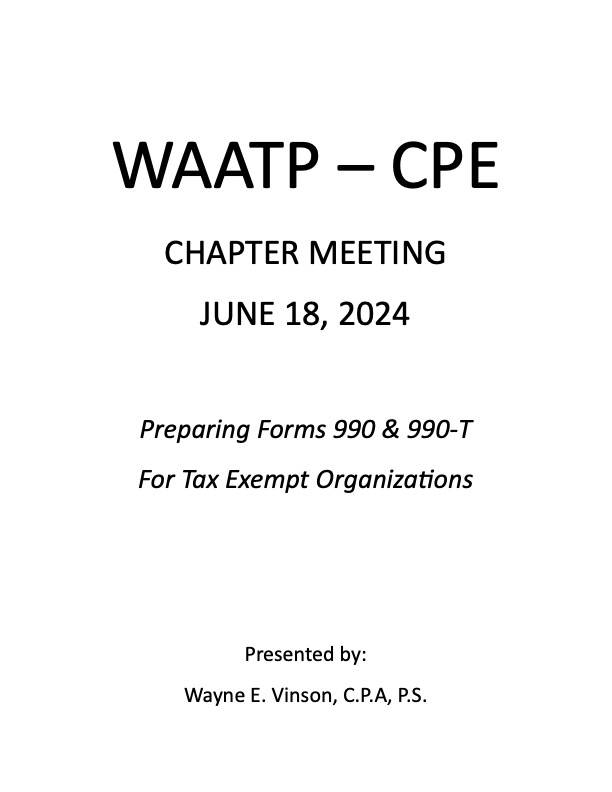 WAATP – CPE
CHAPTER MEETING
JUNE 18, 2024
Preparing Forms 990 & 990-T
For Tax Exempt Organizations
Presented by:
Wayne E. Vinson, C.P.A, P.S.